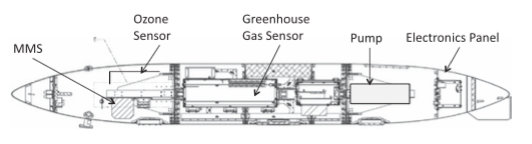 Ozone
Sensor
Greenhouse
Gas Sensor
MMS
Pump
Electronics Panel